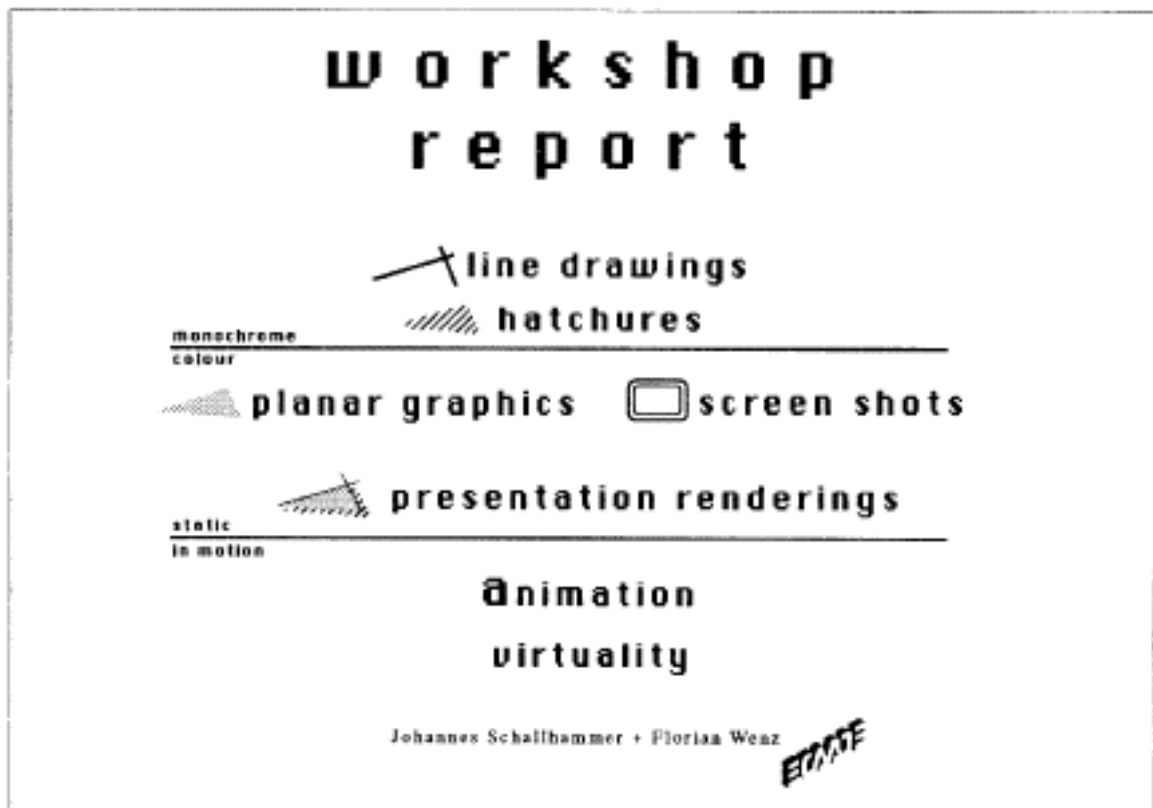 workshop
report
line drawings
hatchures
monochrome
colour
planar graphics screen shots
presentation renderings
static
in motion
animation
virtuality
Johannes Schallhammer + Florian Wenz